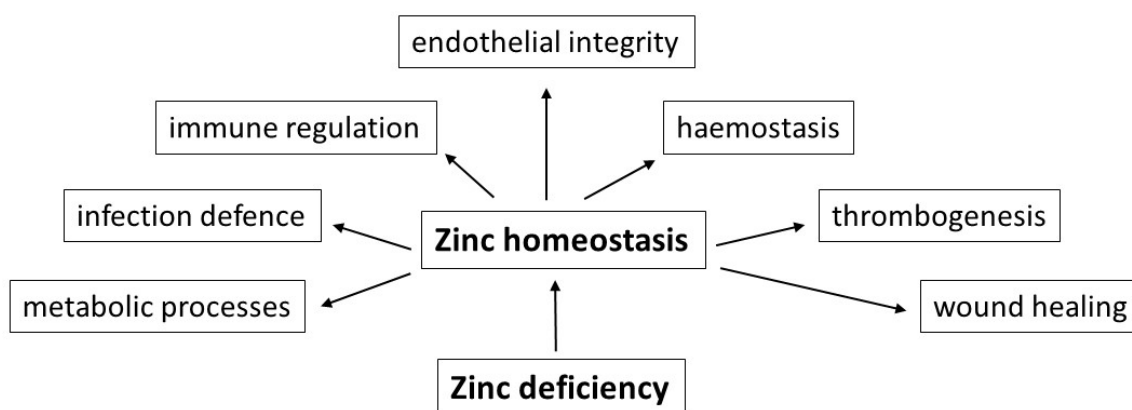 endothelial integrity
immune regulation
haemostasis
infection defence
thrombogenesis
Zinc homeostasis
metabolic processes
wound healing
Zinc deficiency